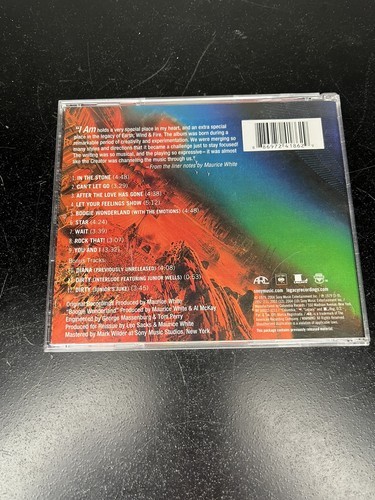 "I Am holds a very special place in my heart, and an extra special
place in the legacy of Earth, Wind & Fire. The album was born during a
remarkable period of creativity and experimentation. We were merging so
many styles and directions that it became a challenge just to stay focused!
The writing was so musical, and the playing so expressive – it was almost
like the Creator was channeling the music through us."
–From the liner notes by Maurice White
1. IN THE STONE (4:48)
2. CAN'T LET GO (3:29)
3. AFTER THE LOVE HAS GONE (4:38)
4. LET YOUR FEELINGS SHOW (5:12)
5. BOOGIE WONDERLAND (WITH THE EMOTIONS) (4:48)
6. STAR (4:24)
7. WAIT (3:39)
8. ROCK THAT! (3:07)
9. YOU AND I (3:32)
Bonus Tracks:
10. DIANA (PREVIOUSLY UNRELEASED) (4:08)
11. DIRTY (INTERLUDE FEATURING JUNIOR WELLS) (0:53)
12. DIRTY (JUNIOR'S JUKE) (3:45)
Original Recordings Produced by Maurice White
"Boogie Wonderland" Produced by Maurice White & Al McKay
Engineered by George Massenburg & Tom Perry
Produced for Reissue by Leo Sacks & Maurice White
Mastered by Mark Wilder at Sony Music Studios, New York
ARC
sonymusic.com legacyrecordings.com